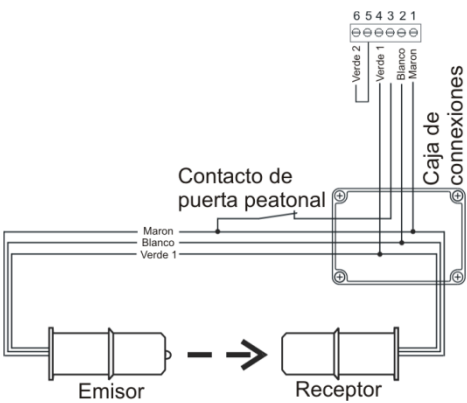 6 5 4 3 2 1
Verde 2
Verde 1
Blanco
Maron
Caja de
connexiones
Contacto de
puerta peatonal
Maron
Blanco
Verde 1
Emisor
Receptor